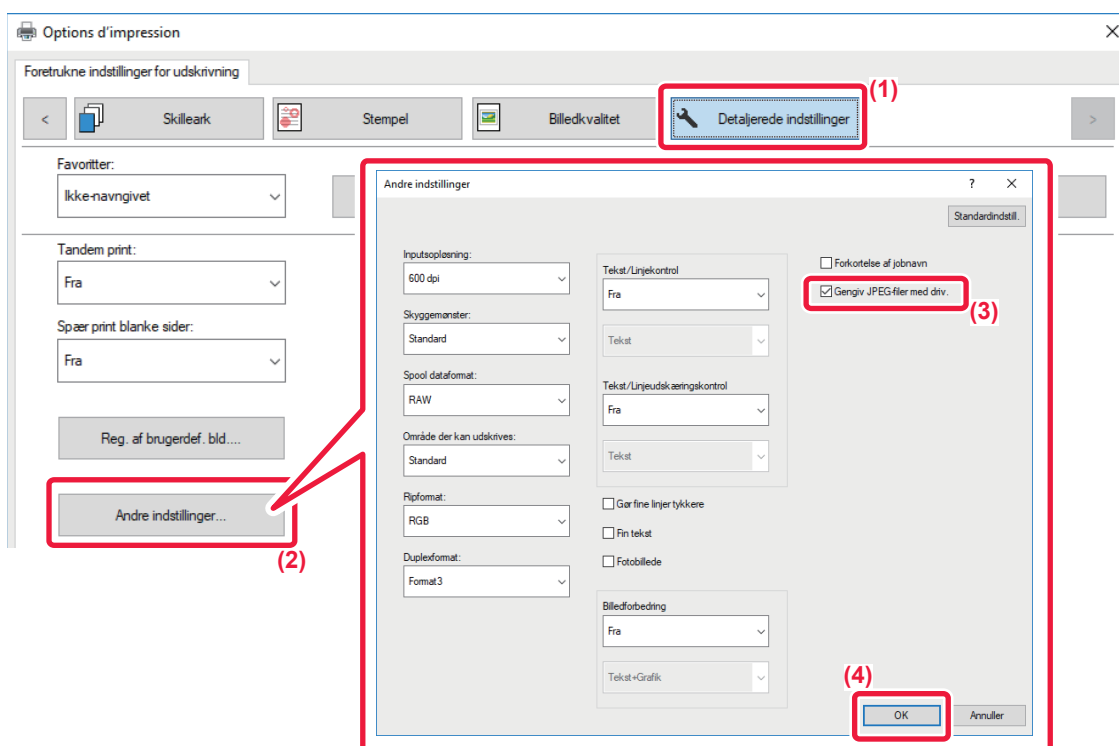 Options d'impression
Foretrukne indstillinger for udskrivning
(1)
<
Skilleark
Stempel
Billedkvalitet
Detaljerede indstillinger
>
Favoritter:
Ikke-navngivet
Tandem print:
Fra
Spær print blanke sider:
Fra
Reg. af brugerdef. bld....
Andre indstillinger...
(2)
Andre indstillinger
?
Standardindstill.
Inputsopløsning:
600 dpi
Skyggemønster:
Standard
Spool dataformat:
RAW
Område der kan udskrives:
Standard
Ripformat:
RGB
Duplexformat:
Format3
Tekst/Linjekontrol
Fra
Tekst
Tekst/Linjeudskæringskontrol
Fra
Tekst
Gør fine linjer tykkere
Fin tekst
Fotobillede
Billedforbedring
Fra
Tekst+Grafik
Forkortelse af jobnavn
Gengiv JPEG-filer med driv.
(3)
(4)
OK
Annuller